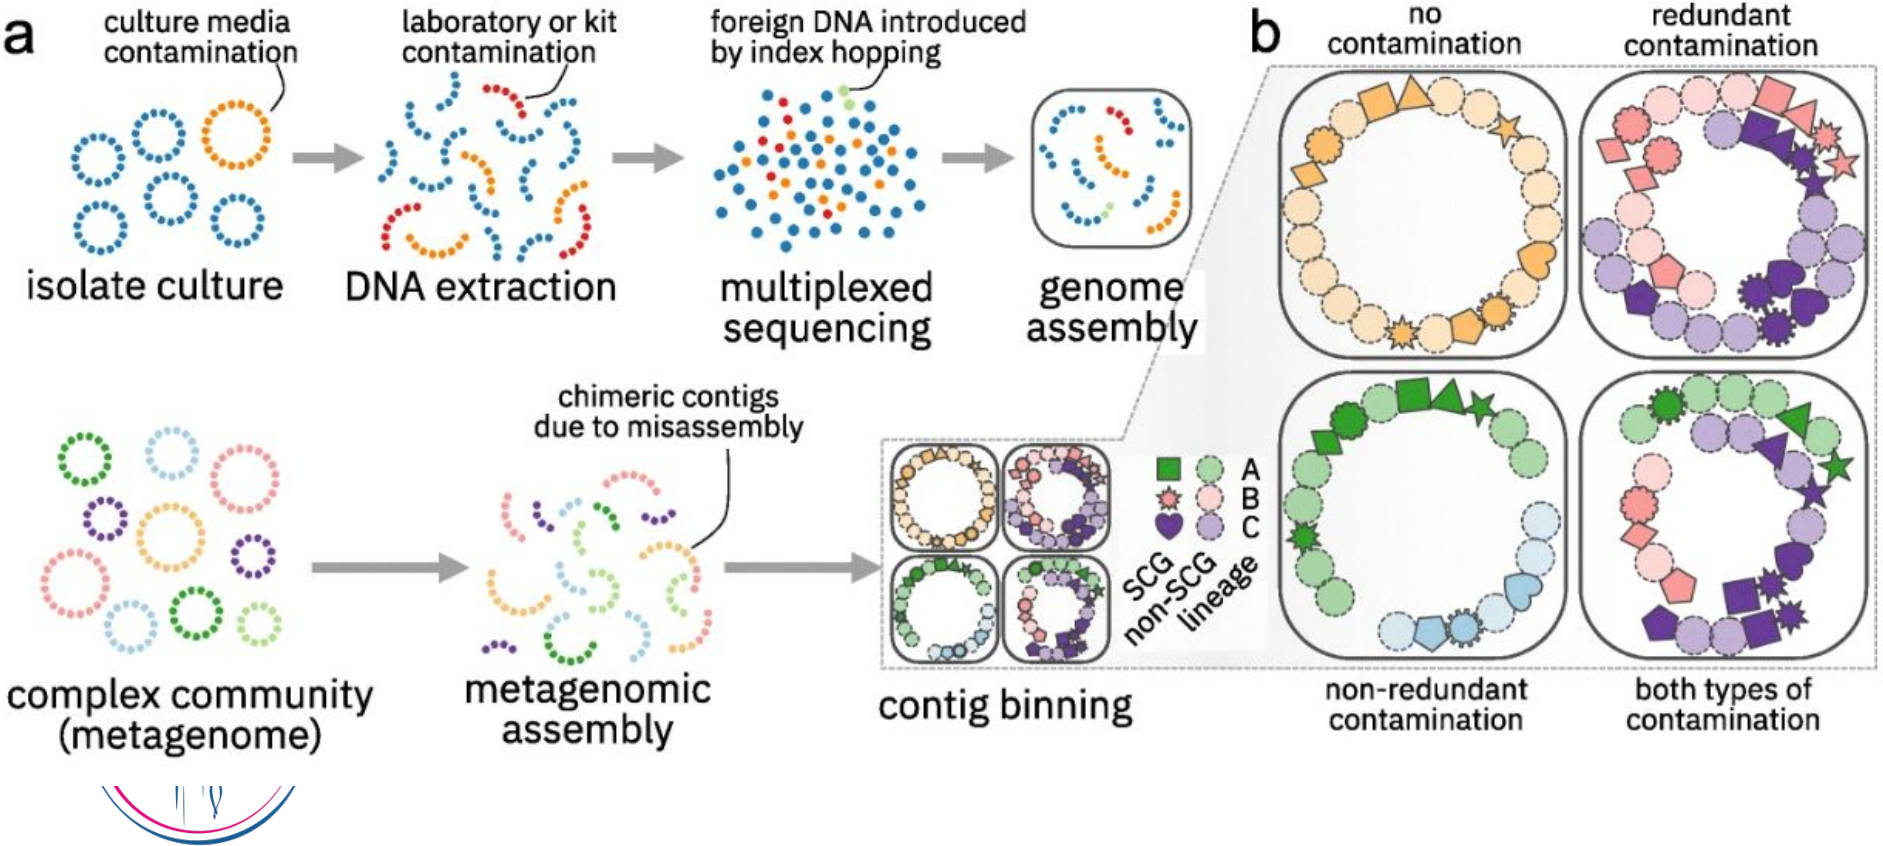 a
culture media
contamination
laboratory or kit
contamination
foreign DNA introduced
by index hopping
isolate culture
DNA extraction
multiplexed
sequencing
genome
assembly
chimeric contigs
due to misassembly
complex community
(metagenome)
metagenomic
assembly
contig binning
A
B
C
SCG
non-SCG
lineage
b
no
contamination
redundant
contamination
non-redundant
contamination
both types of
contamination